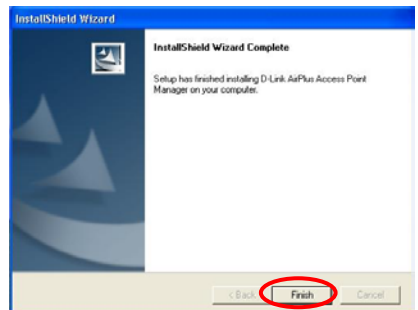 InstallShield Wizard
InstallShield Wizard Complete
Setup has finished installing D-Link AirPlus Access Point
Manager on your computer.
< Back
Finish
Cancel